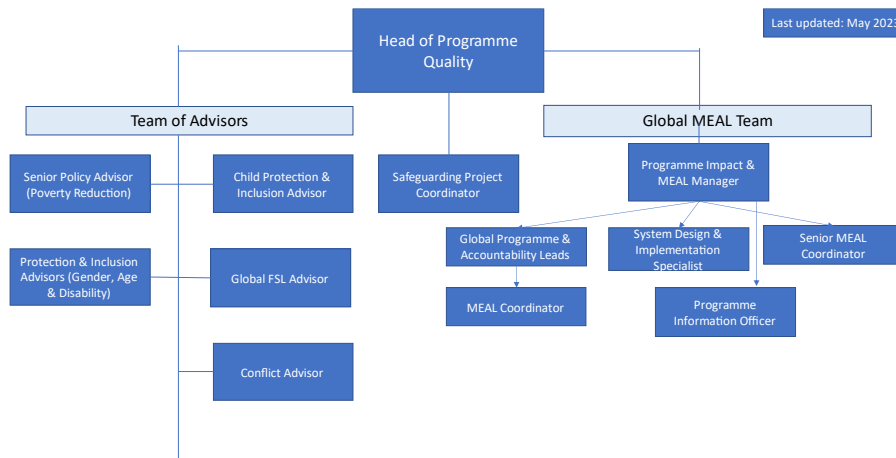 Last updated: May 2023
Head of Programme
Quality
Team of Advisors
Global MEAL Team
Senior Policy Advisor
(Poverty Reduction)
Child Protection &
Inclusion Advisor
Safeguarding Project
Coordinator
Programme Impact &
MEAL Manager
Protection & Inclusion
Advisors (Gender, Age
& Disability)
Global FSL Advisor
Global Programme &
Accountability Leads
System Design &
Implementation
Specialist
Senior MEAL
Coordinator
MEAL Coordinator
Programme
Information Officer
Conflict Advisor